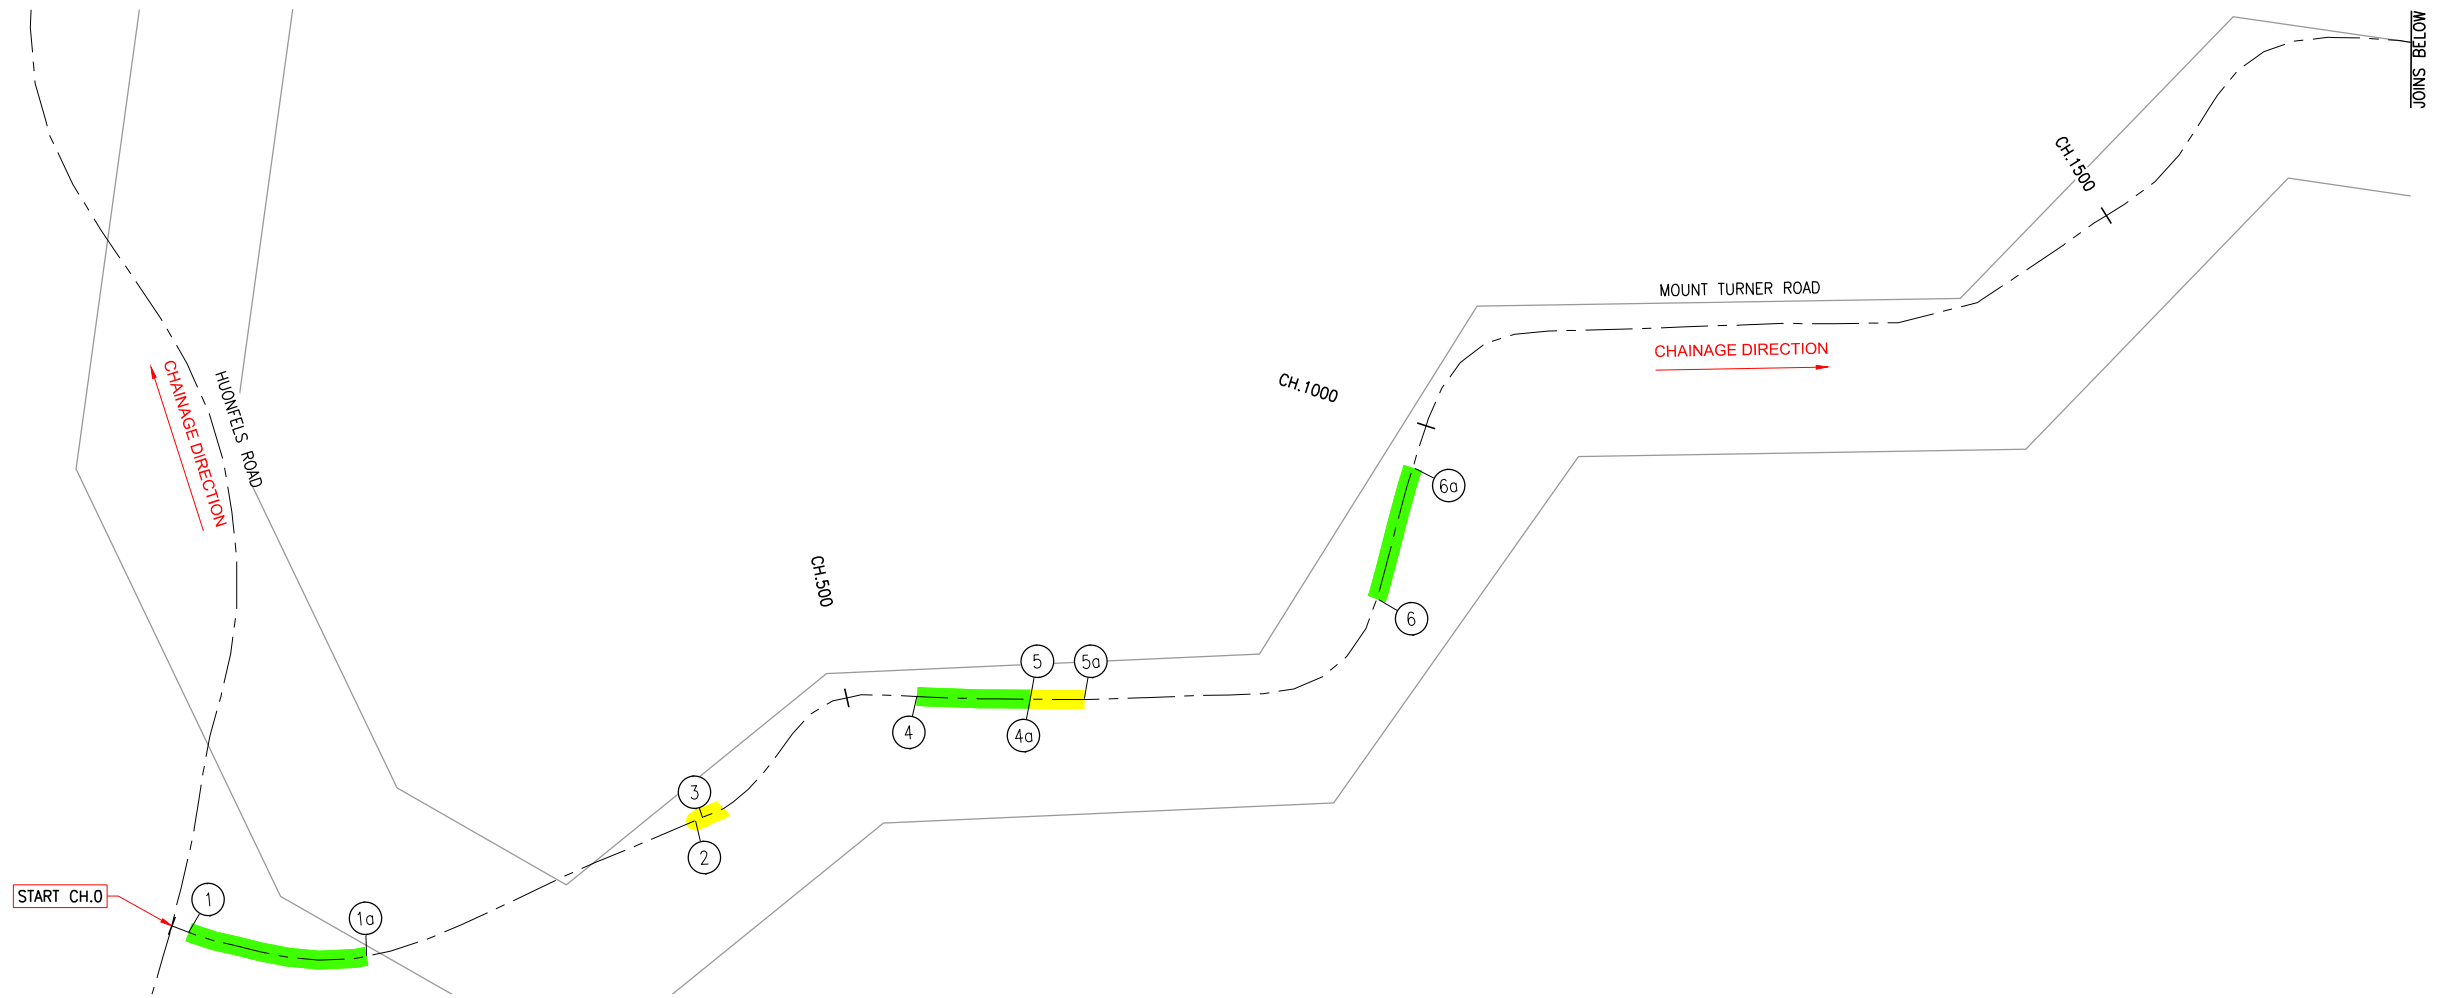 JOINS BELOW
CH.1500
MOUNT TURNER ROAD
CHAINAGE DIRECTION
CH.1000
HUONFELS ROAD
CHAINAGE DIRECTION
6a
CH.500
6
5
5a
4
4a
3
2
START CH.0
1
1a